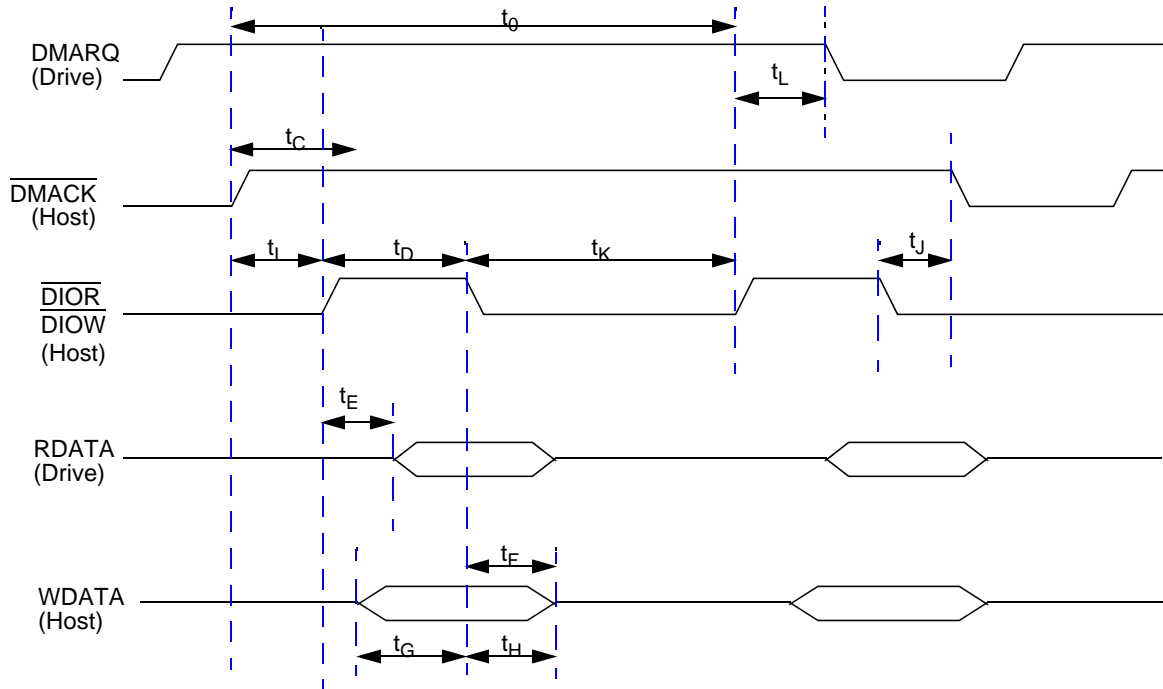 t0
DMARQ
(Drive)
tL
tC
DMACK
(Host)
tI
tD
tK
tJ
DIOR
DIOW
(Host)
tE
RDATA
(Drive)
tF
WDATA
(Host)
tG
tH